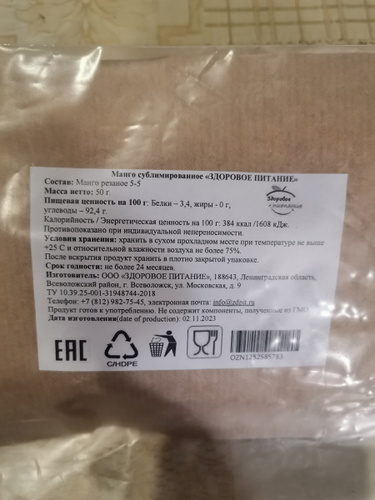 Манго сублимированное «ЗДОРОВОЕ ПИТАНИЕ»
Состав: Манго резаное 5-5
Масса нетто: 50 г.
Пищевая ценность на 100 г: Белки – 3,4, жиры - 0 г,
углеводы – 92,4 г.
Калорийность / Энергетическая ценность на 100 г: 384 ккал /1608 кДж.
Противопоказано при индивидуальной непереносимости.
Условия хранения: хранить в сухом прохладном месте при температуре не выше
+25 С и относительной влажности воздуха не более 75%.
После вскрытия продукт хранить в плотно закрытой упаковке.
Срок годности: не более 24 месяцев.
Изготовитель: ООО «ЗДОРОВОЕ ПИТАНИЕ», 188643, Ленинградская область,
Всеволожский район, г. Всеволожск, ул. Московская, д. 9
ТУ 10.39.25-001-31948744-2018
Телефон: +7 (812) 982-75-45, электронная почта:
Продукт готов к употреблению. Не содержит компоненты, полученные из ГМО
Дата изготовления(date of production): 02.11.2023
Здоровое
питание
EAC
C/HDPE